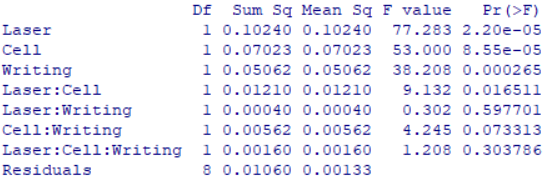 Df Sum Sq Mean Sq F value Pr(>F)
Laser 1 0.10240 0.10240 77.283 2.20e-05
Cell 1 0.07023 0.07023 53.000 8.55e-05
Writing 1 0.05062 0.05062 38.208 0.000265
Laser:Cell 1 0.01210 0.01210 9.132 0.016511
Laser:Writing 1 0.00040 0.00040 0.302 0.597701
Cell:Writing 1 0.00562 0.00562 4.245 0.073313
Laser:Cell:Writing 1 0.00160 0.00160 1.208 0.303786
Residuals 8 0.01060 0.00133